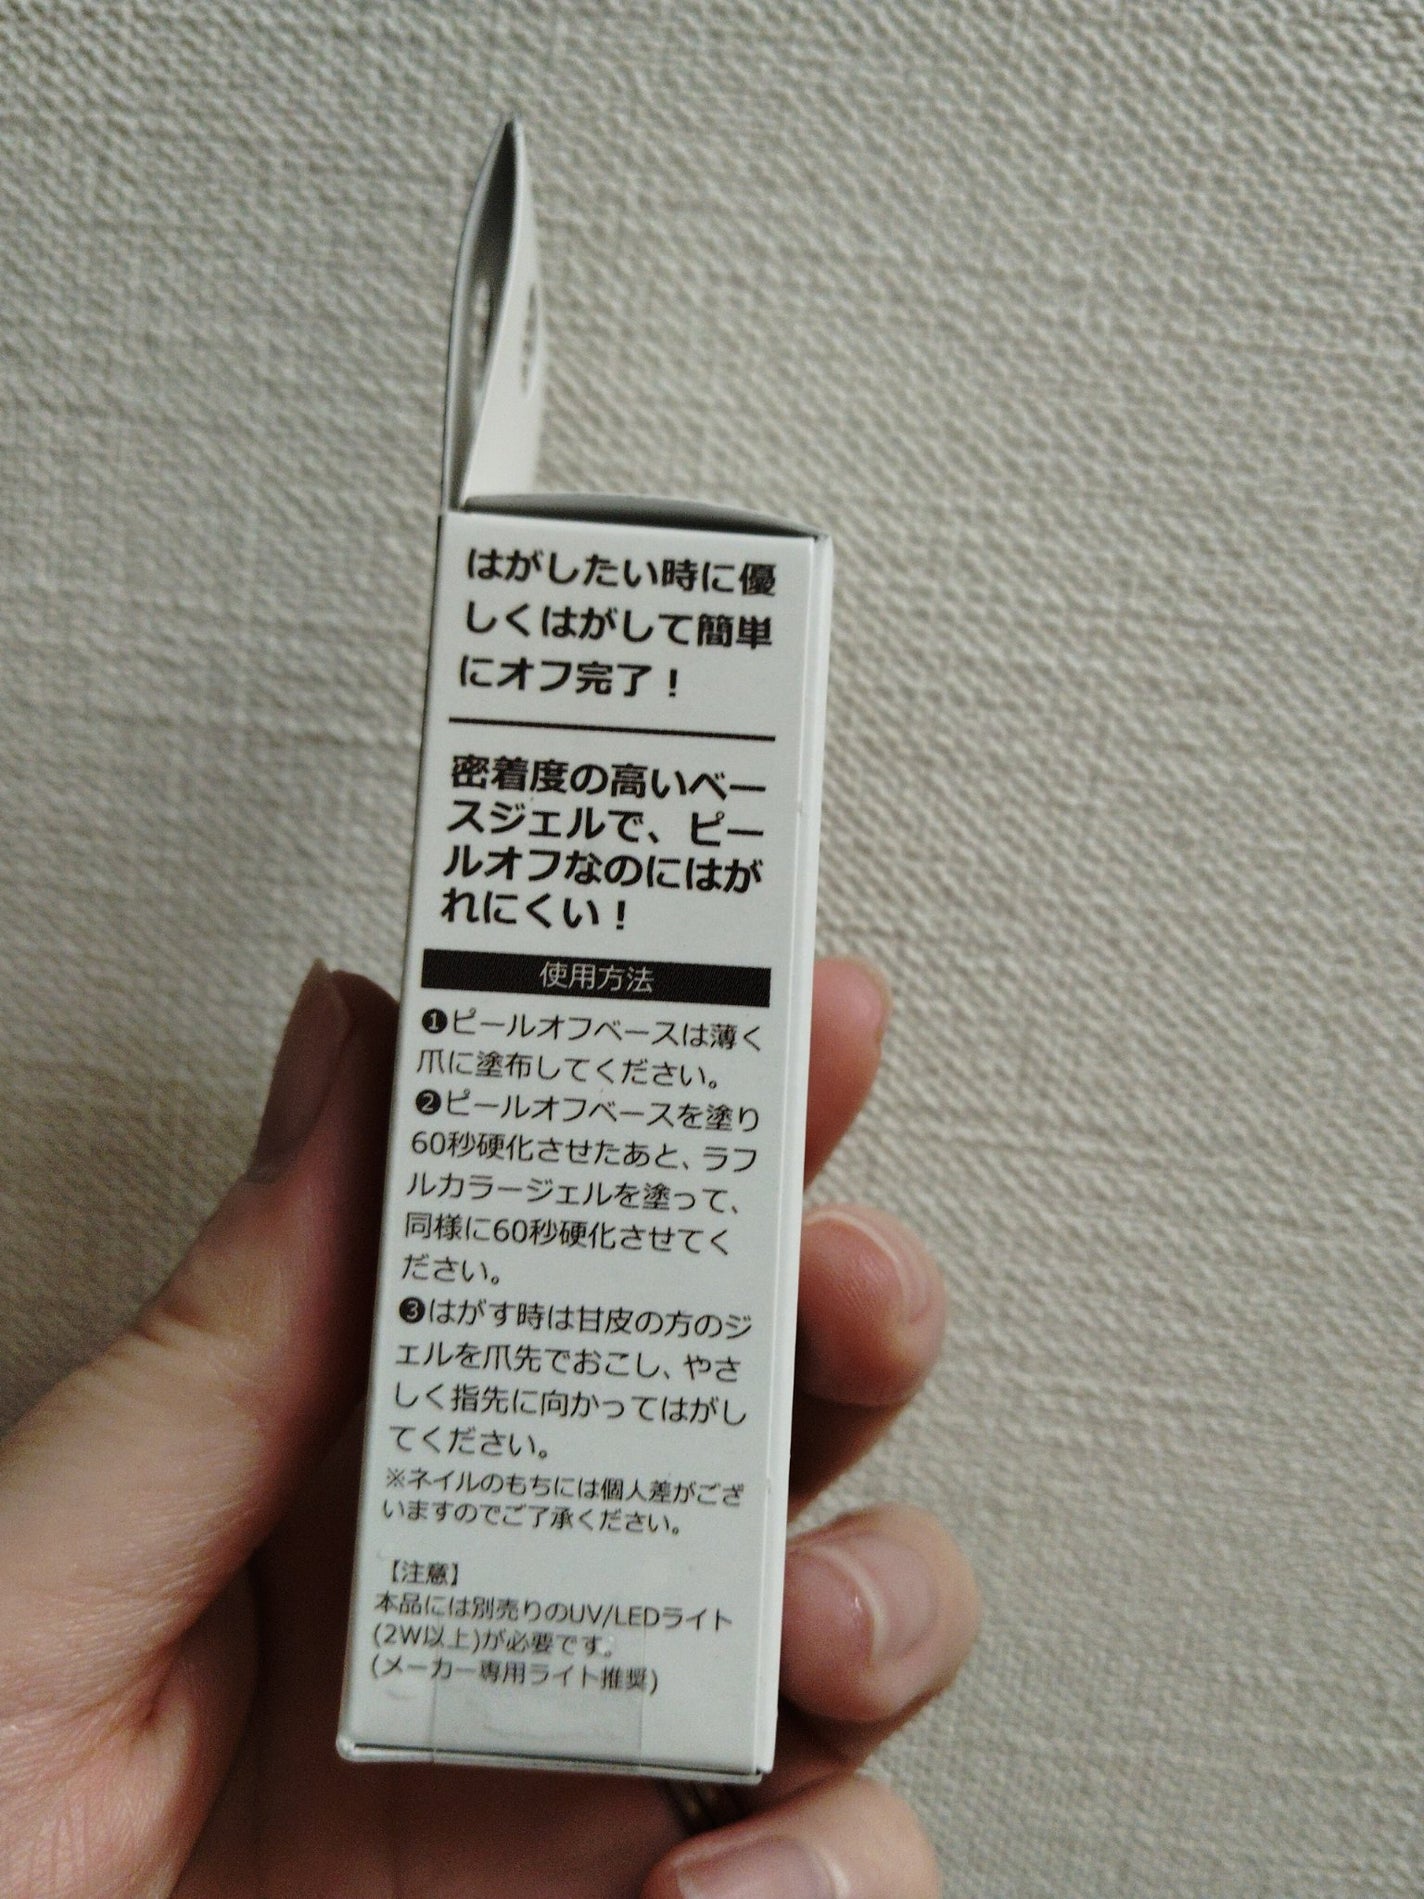 はがしたい時に優
しくはがして簡単
にオフ完了！
密着度の高いベー
スジェルで、ピー
ルオフなのにはが
れにくい！
使用方法
❶ピールオフベースは薄く
爪に塗布してください。
❷ピールオフベースを塗り
60秒硬化させたあと、ラフ
ルカラージェルを塗って、
同様に60秒硬化させてく
ださい。
❸はがす時は甘皮の方のジ
ェルを爪先でおこし、やさ
しく指先に向かってはがし
てください。
※ネイルのもちには個人差がござ
いますのでご了承ください。
【注意】
本品には別売りのUV/LEDライト
(2W以上)が必要です。
(メーカー専用ライト推奨)